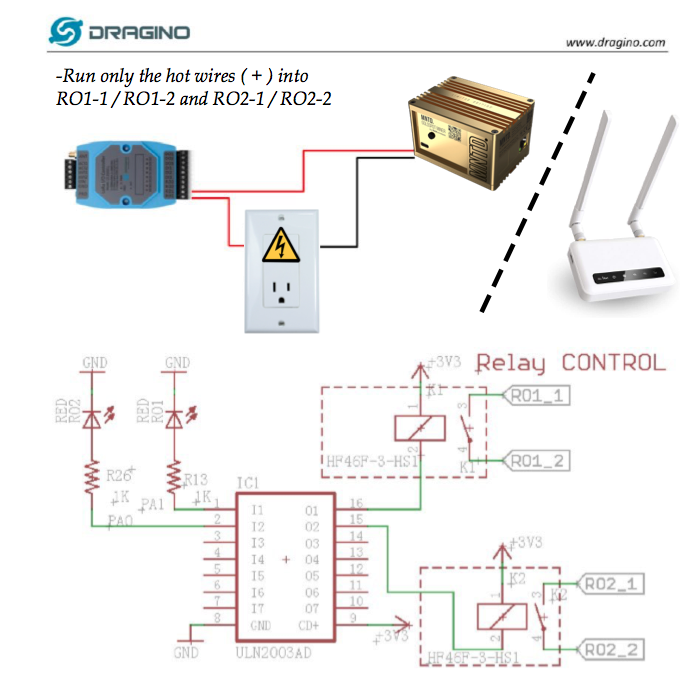 DRAGINO
www.dragino.com
-Run only the hot wires ( + ) into
RO1-1 / RO1-2 and RO2-1 / RO2-2
MNTD
MNTD.
GND
GND
+3V3
Relay CONTROL
K1
3
RO1_1
RED
RO2
RED
RO1
1
2
HF46F-3-HS1
4
K1
RO1_2
R26
1K
R13
1K
IC1
PA1
PA0
1
I1
O1
16
2
I2
O2
15
3
I3
O3
14
4
I4
O4
13
5
I5
O5
12
6
I6
O6
11
7
I7
O7
10
8
GND
CD+
9
+3V3
GND
ULN2003AD
+3V3
K2
3
K2
RO2_1
1
2
4
HF46F-3-HS1
RO2_2